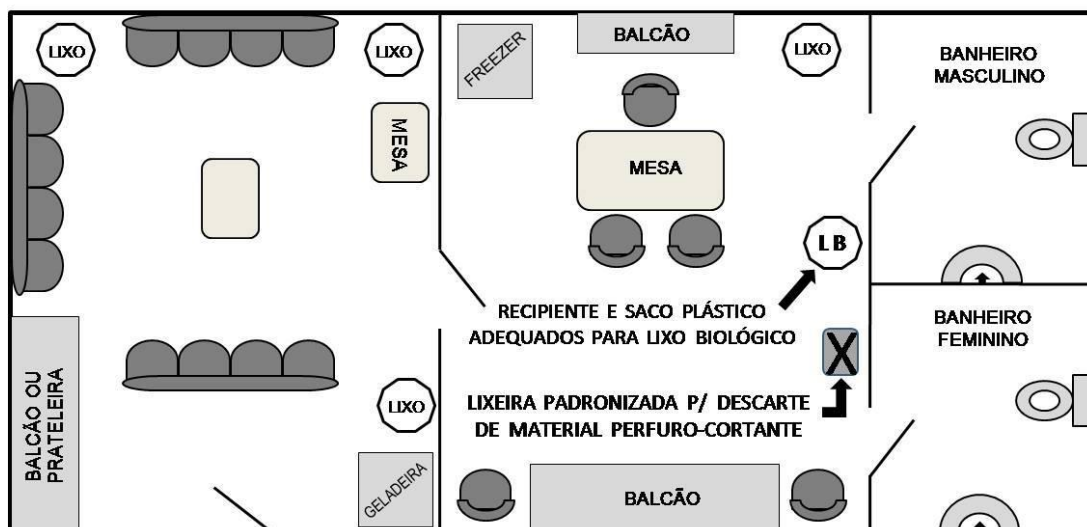 LIXO
LIXO
MESA
BALCÃO OU
PRATELEIRA
LIXO
GELADEIRA
FREEZER
BALCÃO
LIXO
MESA
LB
RECIPIENTE E SACO PLÁSTICO
ADEQUADOS PARA LIXO BIOLÓGICO
X
LIXEIRA PADRONIZADA P/ DESCARTE
DE MATERIAL PERFURO-CORTANTE
BALCÃO
BANHEIRO
MASCULINO
BANHEIRO
FEMININO